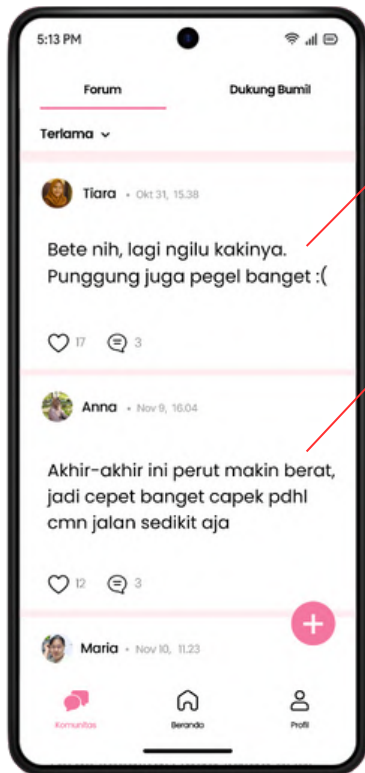 5:13 PM
Forum
Dukung Bumil
Terlama
Tiara • Okt 31, 15.38
Bete nih, lagi ngilu kakinya.
Punggung juga pegel banget :(
17 3
Anna • Nov 9, 16.04
Akhir-akhir ini perut makin berat,
jadi cepet banget capek pdhl
cmn jalan sedikit aja
12 3
Maria • Nov 10, 11.23
Komunitas
Beranda
Profil